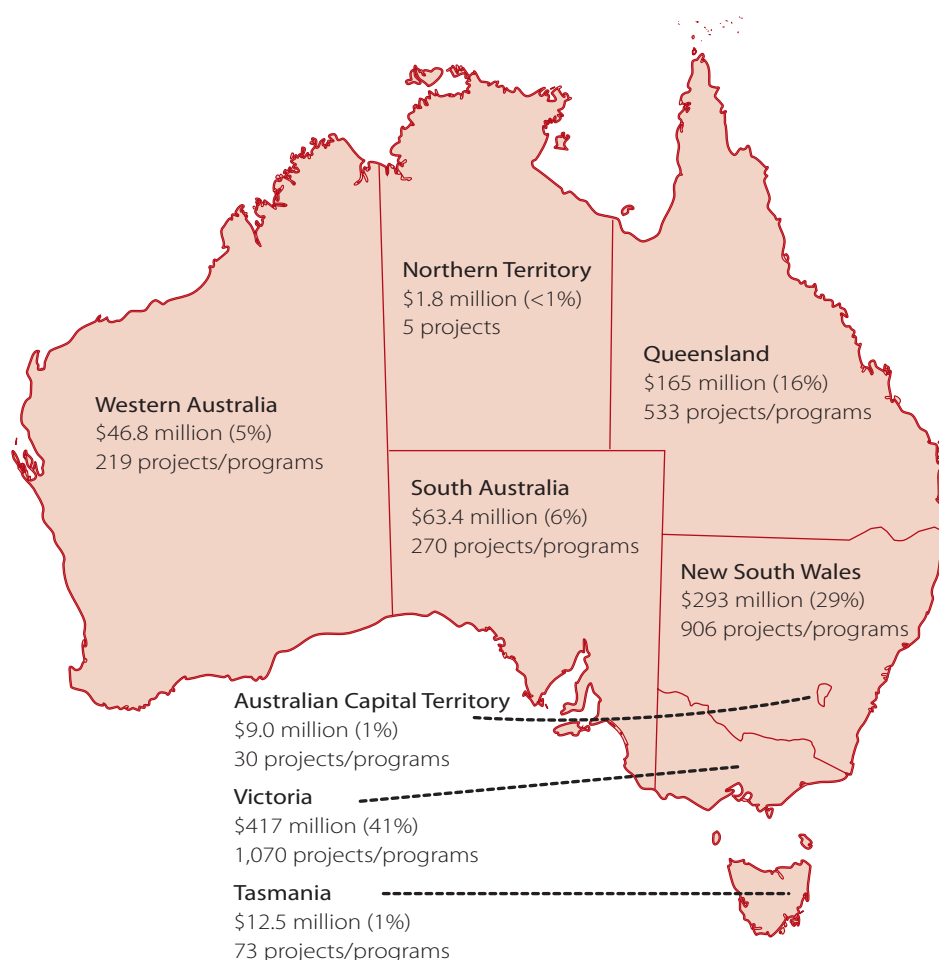 Northern Territory
$1.8 million (<1%)
5 projects
Queensland
$165 million (16%)
533 projects/programs
Western Australia
$46.8 million (5%)
219 projects/programs
South Australia
$63.4 million (6%)
270 projects/programs
New South Wales
$293 million (29%)
906 projects/programs
Australian Capital Territory
$9.0 million (1%)
30 projects/programs
Victoria
$417 million (41%)
1,070 projects/programs
Tasmania
$12.5 million (1%)
73 projects/programs